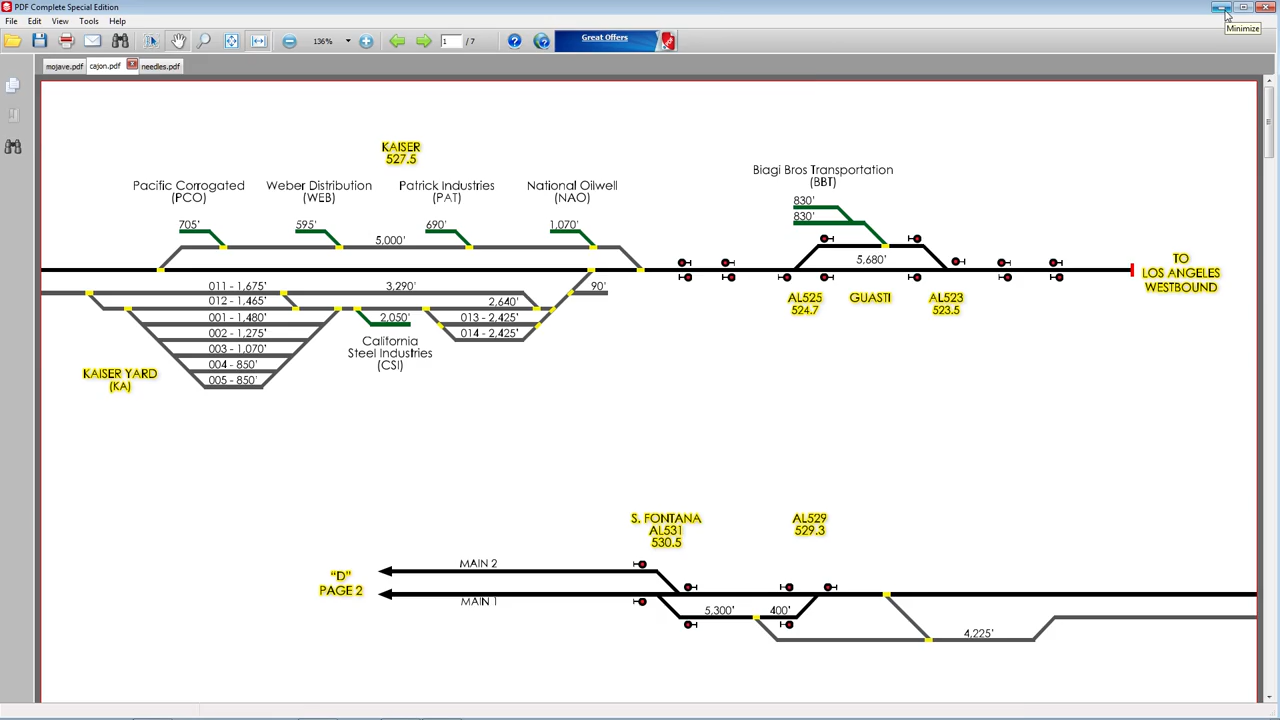 PDF Complete Special Edition
File Edit View Tools Help
136% 1 / 7 Great Offers
Minimize
mojave.pdf cajon.pdf needles.pdf
KAISER
527.5
Pacific Corrogated
(PCO)
Weber Distribution
(WEB)
Patrick Industries
(PAT)
National Oilwell
(NAO)
Biagi Bros Transportation
(BBT)
705'
595'
690'
1,070'
830'
830'
5,000'
5,680'
TO
LOS ANGELES
WESTBOUND
011 - 1,675'
3,290'
90'
012 - 1,465'
2,640'
001 - 1,480'
2,050'
013 - 2,425'
002 - 1,275'
014 - 2,425'
003 - 1,070'
004 - 850'
005 - 850'
AL525
524.7
GUASTI
AL523
523.5
California
Steel Industries
(CSI)
KAISER YARD
(KA)
S. FONTANA
AL531
530.5
AL529
529.3
"D"
PAGE 2
MAIN 2
MAIN 1
5,300'
400'
4,225'